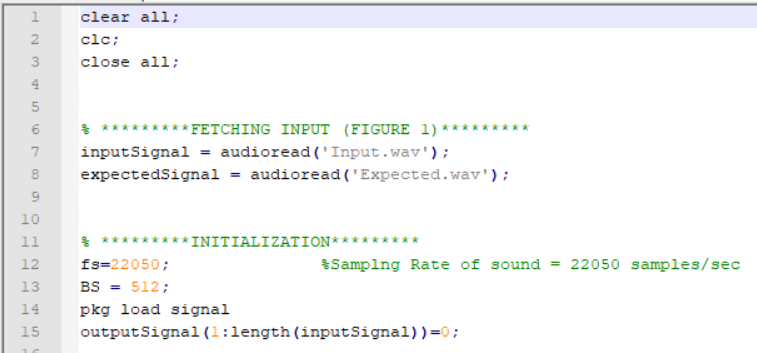 1 clear all;
2 clc;
3 close all;
4
5
6 % *********FETCHING INPUT (FIGURE 1)*********
7 inputSignal = audioread('Input.wav');
8 expectedSignal = audioread('Expected.wav');
9
10
11 % *********INITIALIZATION*********
12 fs=22050; %Samplng Rate of sound = 22050 samples/sec
13 BS = 512;
14 pkg load signal
15 outputSignal(1:length(inputSignal))=0;